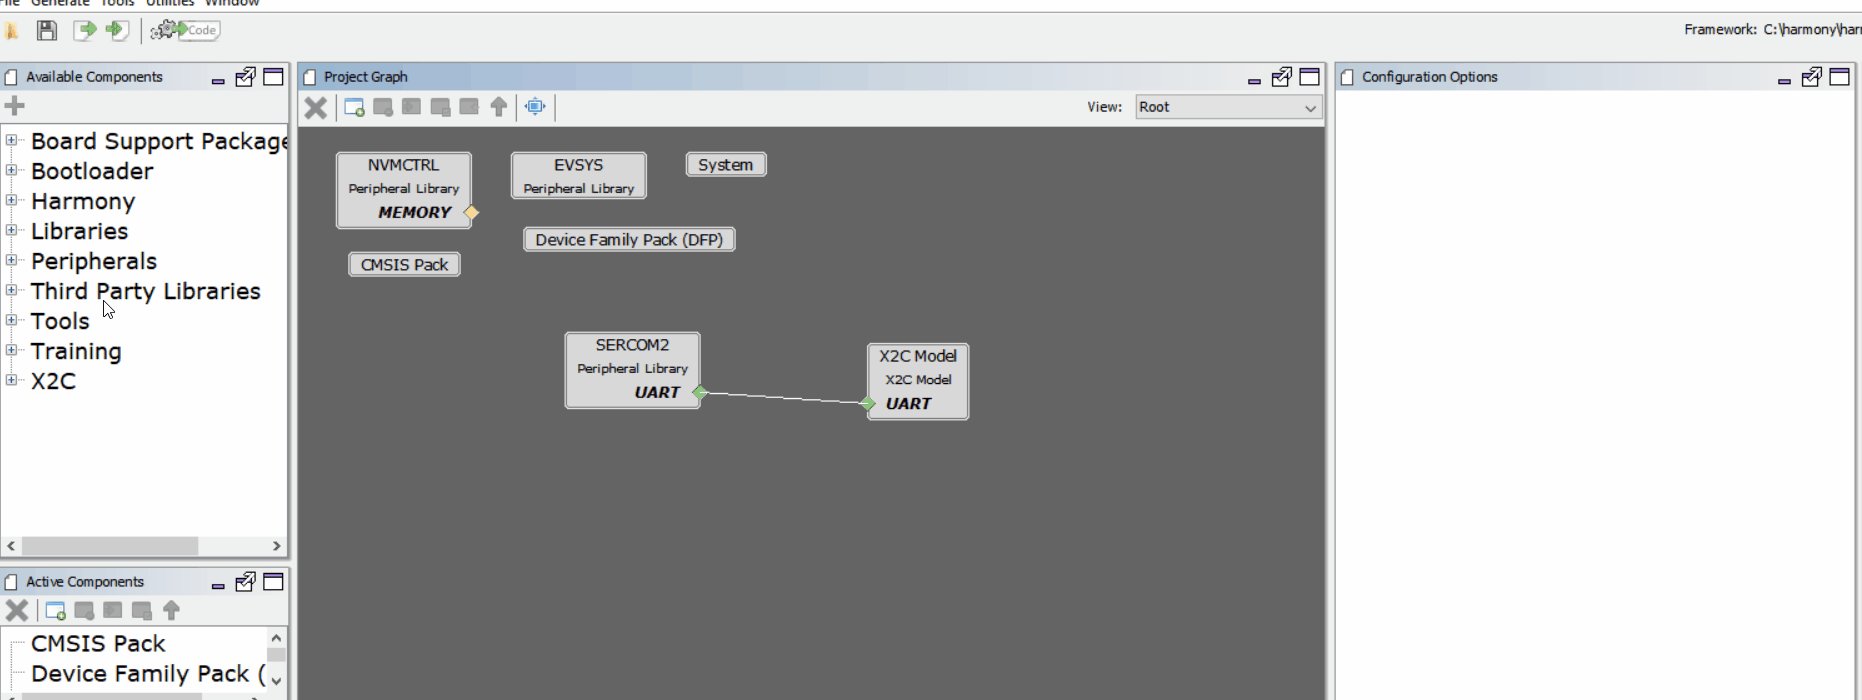 File Generate Tools Utilities Window
Code
Framework: C:\harmony\har
Available Components
Board Support Package
Bootloader
Harmony
Libraries
Peripherals
Third Party Libraries
Tools
Training
X2C
Active Components
CMSIS Pack
Device Family Pack (
Project Graph
View: Root
NVMCTRL
Peripheral Library
MEMORY
EVSYS
Peripheral Library
System
Device Family Pack (DFP)
CMSIS Pack
SERCOM2
Peripheral Library
UART
X2C Model
X2C Model
UART
Configuration Options